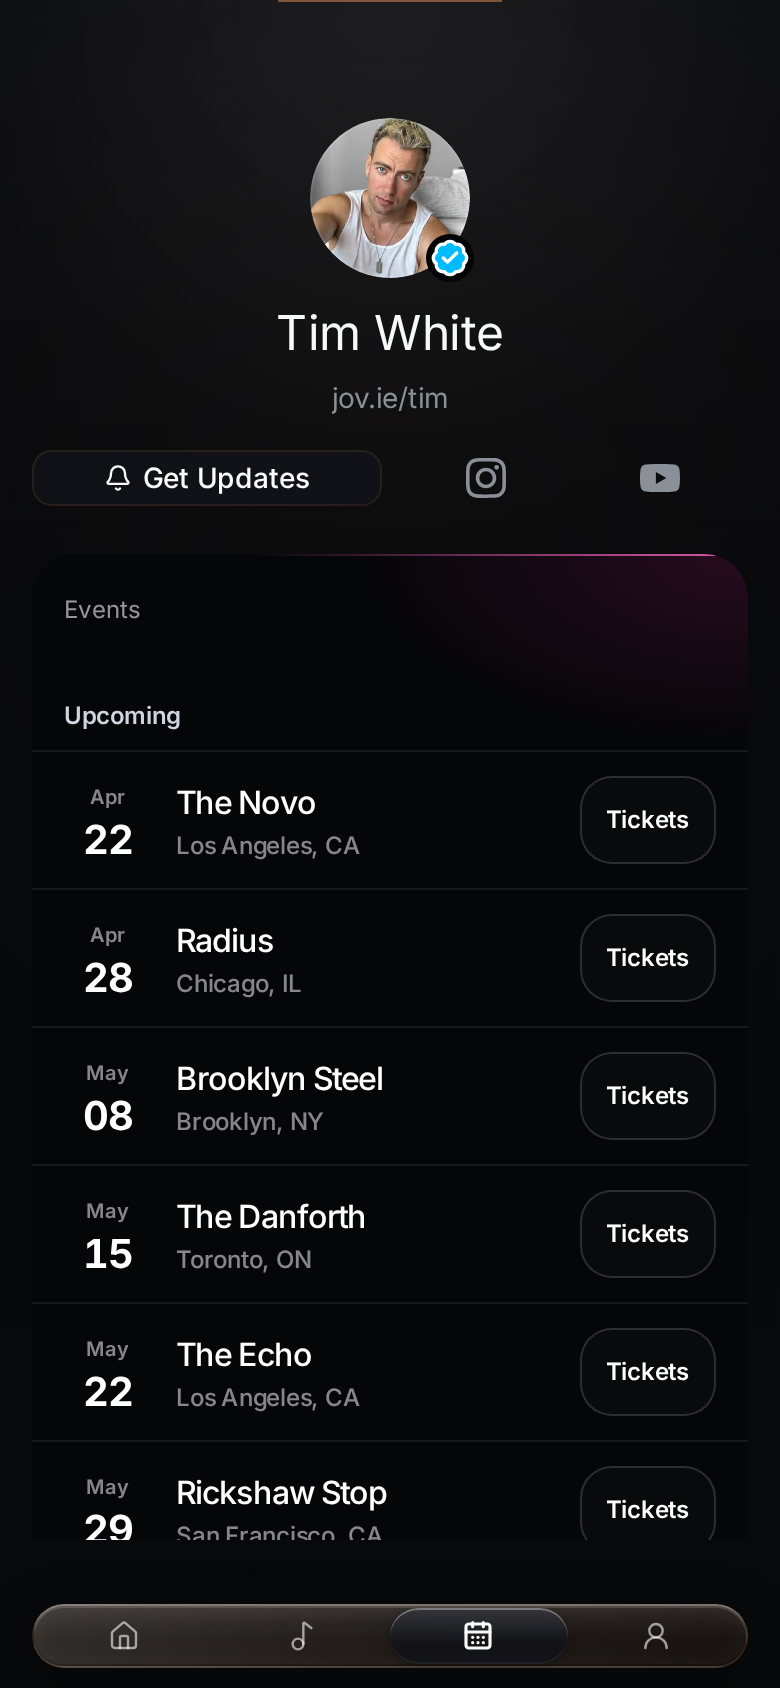 Tim White
jov.ie/tim
Get Updates
Events
Upcoming
Apr
22
The Novo
Los Angeles, CA
Tickets
Apr
28
Radius
Chicago, IL
Tickets
May
08
Brooklyn Steel
Brooklyn, NY
Tickets
May
15
The Danforth
Toronto, ON
Tickets
May
22
The Echo
Los Angeles, CA
Tickets
May
29
Rickshaw Stop
San Francisco, CA
Tickets